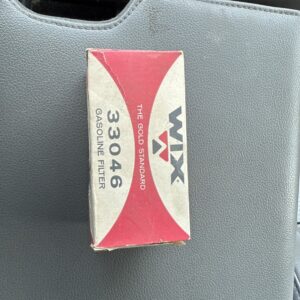 WIX
THE GOLD STANDARD
33046
GASOLINE FILTER